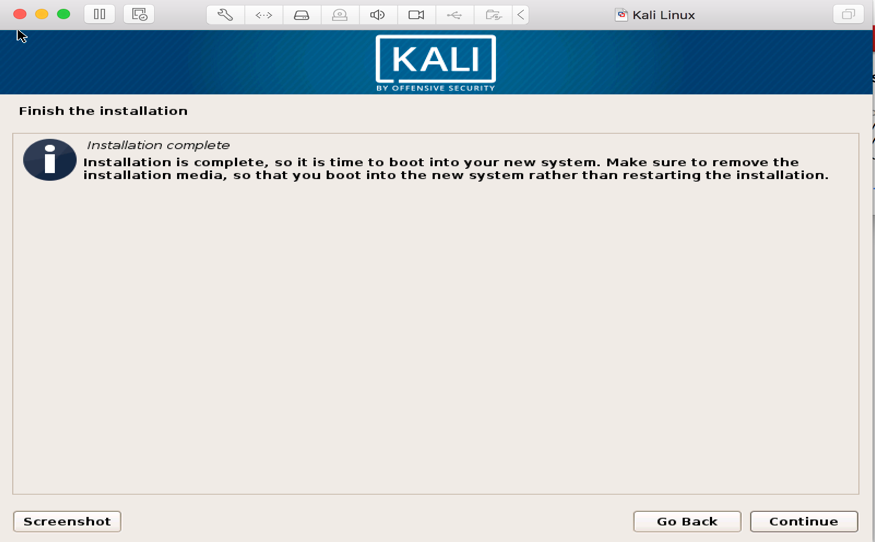 Kali Linux
KALI
BY OFFENSIVE SECURITY
Finish the installation
Installation complete
Installation is complete, so it is time to boot into your new system. Make sure to remove the
installation media, so that you boot into the new system rather than restarting the installation.
Screenshot
Go Back
Continue